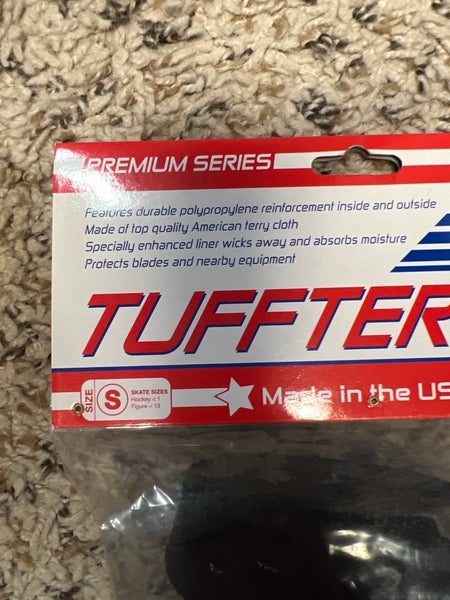 PREMIUM SERIES
Features durable polypropylene reinforcement inside and outside
Made of top quality American terry cloth
Specially enhanced liner wicks away and absorbs moisture
Protects blades and nearby equipment
TUFFTER
SIZE
S
SKATE SIZES
Hockey < 1
Figure < 13
Made in the US